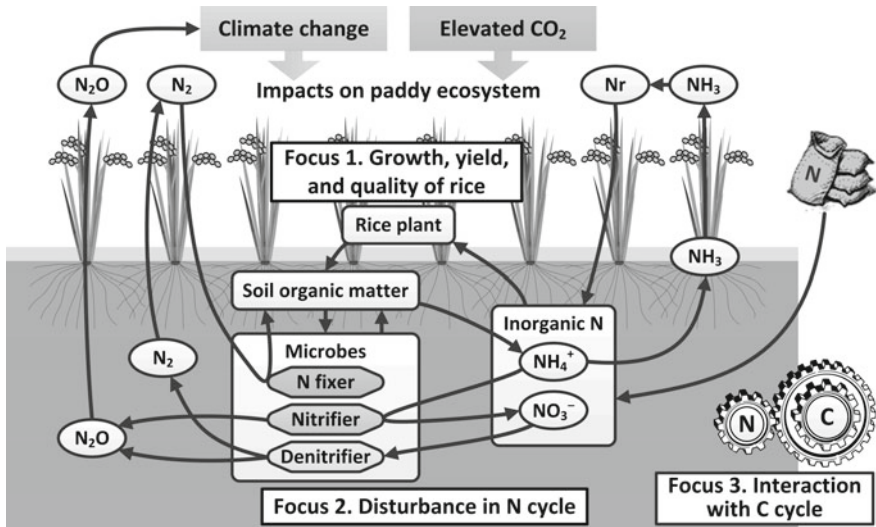 Climate change
Elevated CO₂
N₂O
N₂
Impacts on paddy ecosystem
Nr
NH₃
Focus 1. Growth, yield,
and quality of rice
N
Rice plant
NH₃
Soil organic matter
Inorganic N
Microbes
N₂
NH₄⁺
N fixer
NO₃⁻
Nitrifier
N
C
N₂O
Denitrifier
Focus 2. Disturbance in N cycle
Focus 3. Interaction
with C cycle